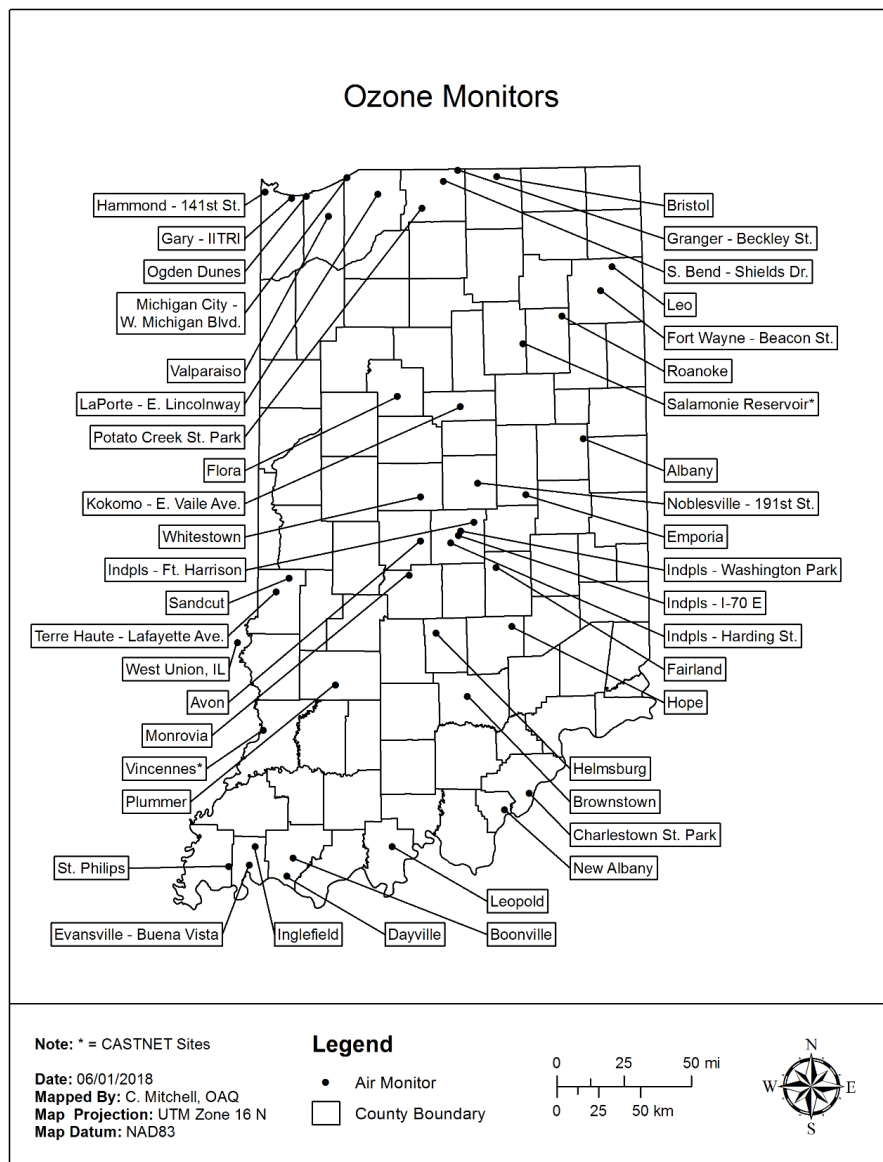 Ozone Monitors
Hammond - 141st St.
Gary - IITRI
Ogden Dunes
Michigan City -
W. Michigan Blvd.
Valparaiso
LaPorte - E. Lincolnway
Potato Creek St. Park
Flora
Kokomo - E. Vaile Ave.
Whitestown
Indpls - Ft. Harrison
Sandcut
Terre Haute - Lafayette Ave.
West Union, IL
Avon
Monrovia
Vincennes*
Plummer
St. Philips
Evansville - Buena Vista
Inglefield
Dayville
Boonville
Leopold
Bristol
Granger - Beckley St.
S. Bend - Shields Dr.
Leo
Fort Wayne - Beacon St.
Roanoke
Salamonie Reservoir*
Albany
Noblesville - 191st St.
Emporia
Indpls - Washington Park
Indpls - I-70 E
Indpls - Harding St.
Fairland
Hope
Helmsburg
Brownstown
Charlestown St. Park
New Albany
Note: * = CASTNET Sites
Date: 06/01/2018
Mapped By: C. Mitchell, OAQ
Map Projection: UTM Zone 16 N
Map Datum: NAD83
Legend
Air Monitor
County Boundary
0 25 50 mi
0 25 50 km
N
W E
S